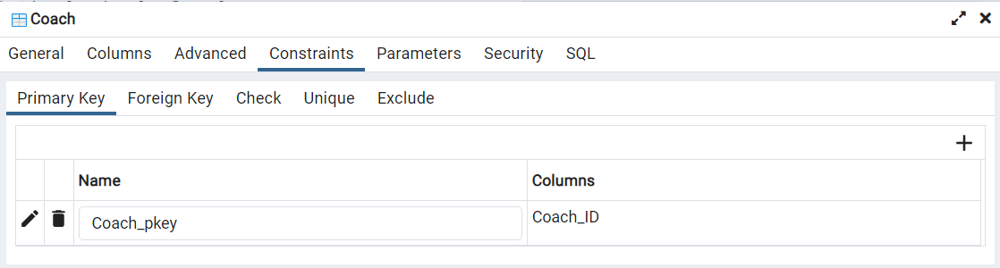 Coach
General Columns Advanced Constraints Parameters Security SQL
Primary Key Foreign Key Check Unique Exclude
Name Columns
Coach_pkey Coach_ID